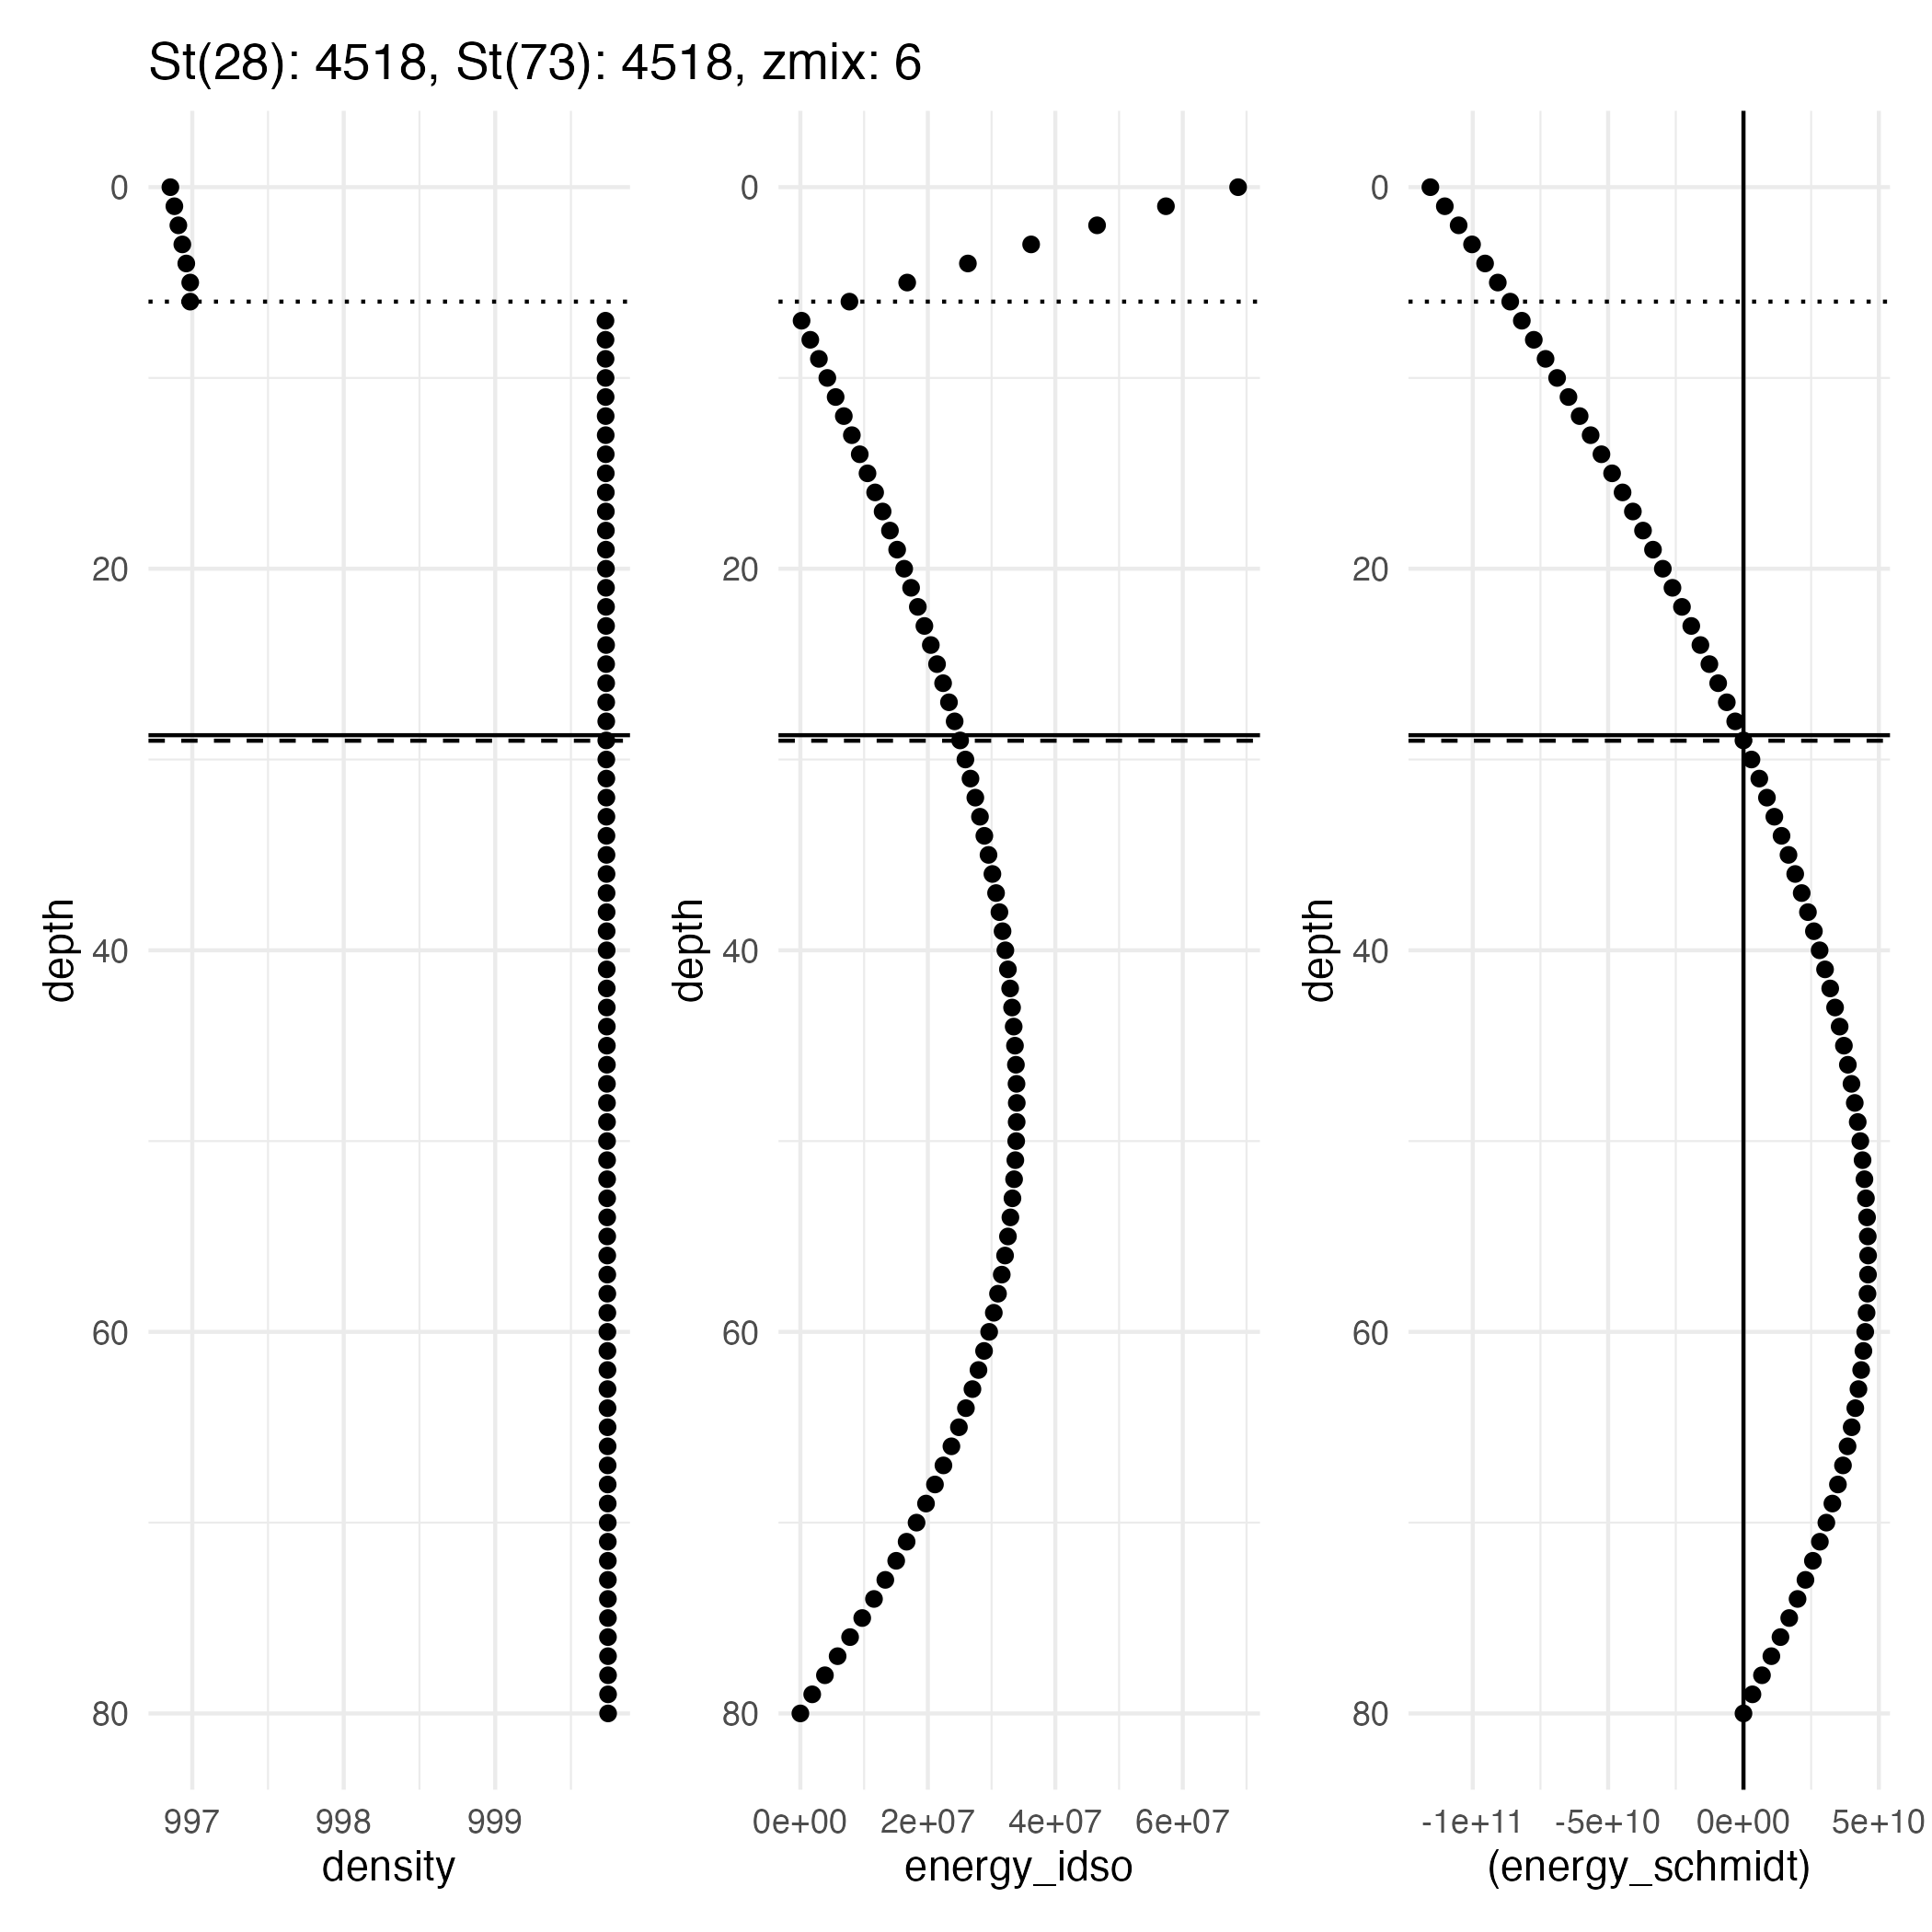 St(28): 4518, St(73): 4518, zmix: 6
0
20
40
60
80
depth
997
998
999
density
0
20
40
60
80
depth
0e+00
2e+07
4e+07
6e+07
energy_idso
0
20
40
60
80
depth
-1e+11
-5e+10
0e+00
5e+10
(energy_schmidt)